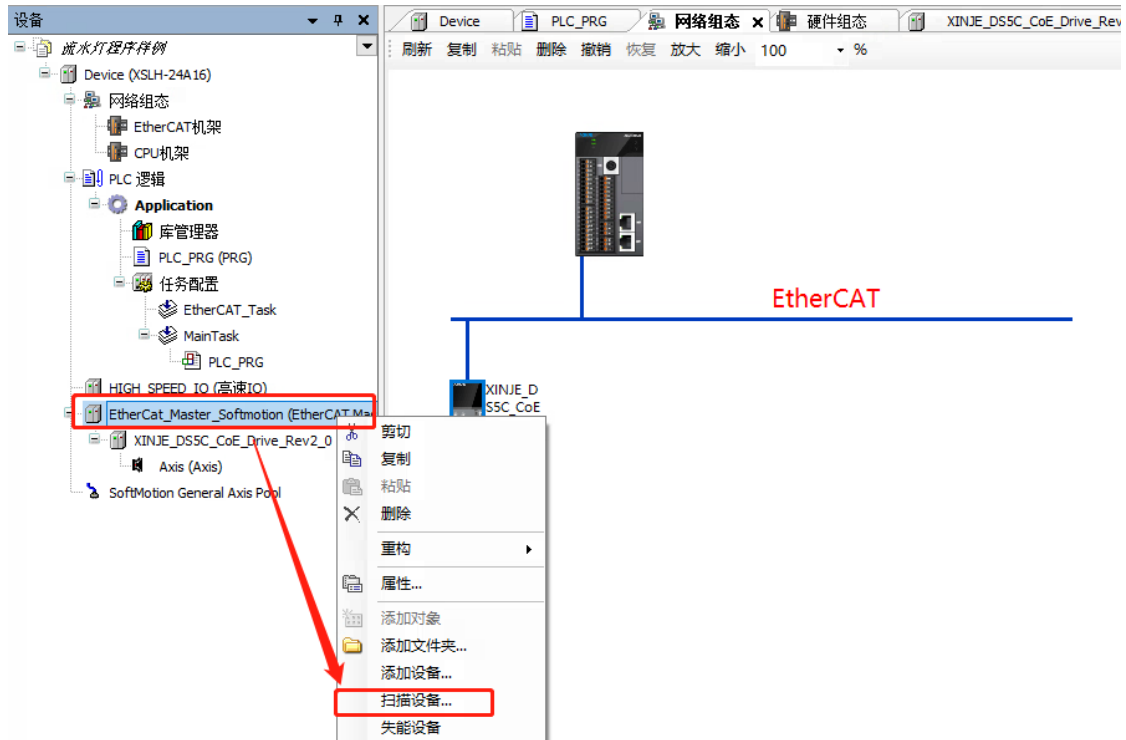 设备
流水灯程序样例
Device (XSLH-24A16)
网络组态
EtherCAT机架
CPU机架
PLC 逻辑
Application
库管理器
PLC_PRG (PRG)
任务配置
EtherCAT_Task
MainTask
PLC_PRG
HIGH_SPEED_IO (高速IO)
EtherCat_Master_Softmotion (EtherCAT Mas
XINJE_DS5C_CoE_Drive_Rev2_0
Axis (Axis)
SoftMotion General Axis Pool
Device
PLC_PRG
网络组态
硬件组态
XINJE_DS5C_CoE_Drive_Rev
刷新 复制 粘贴 删除 撤销 恢复 放大 缩小 100 %
EtherCAT
XINJE_D
S5C_CoE
剪切
复制
粘贴
删除
重构
属性...
添加对象
添加文件夹...
添加设备...
扫描设备...
失能设备